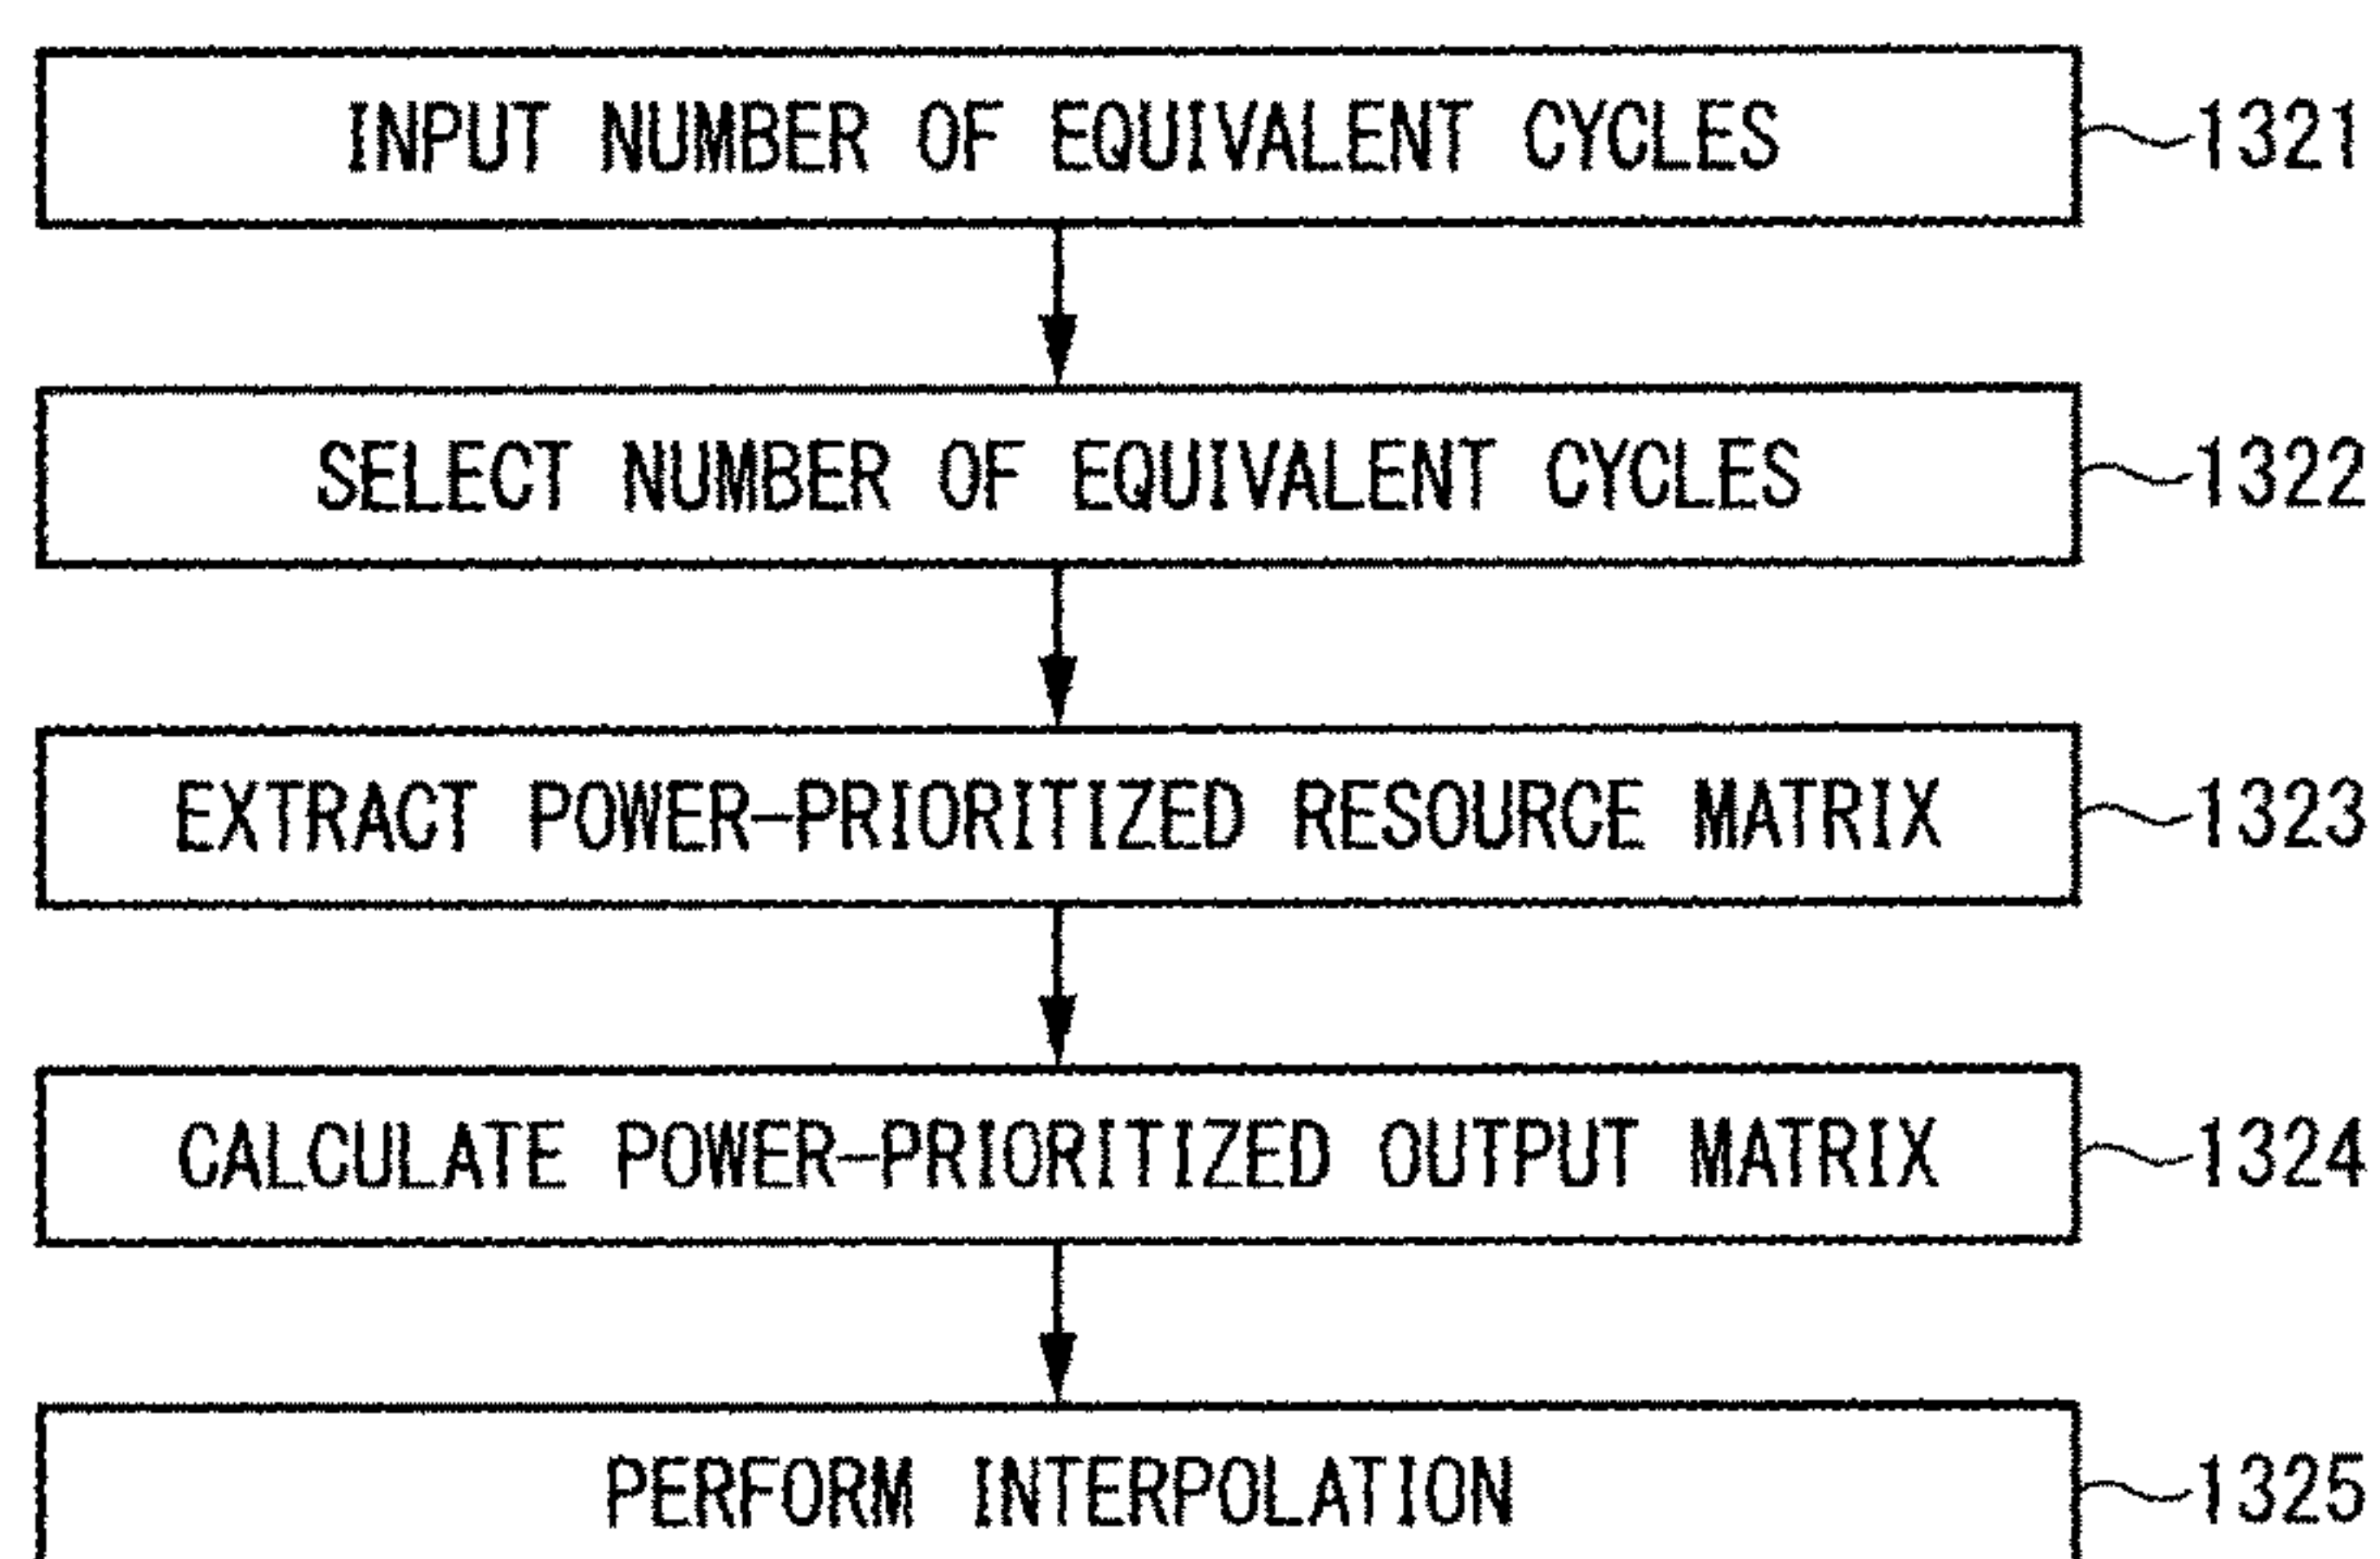 INPUT NUMBER OF EQUIVALENT CYCLES 1321
SELECT NUMBER OF EQUIVALENT CYCLES 1322
EXTRACT POWER-PRIORITIZED RESOURCE MATRIX 1323
CALCULATE POWER-PRIORITIZED OUTPUT MATRIX 1324
PERFORM INTERPOLATION 1325